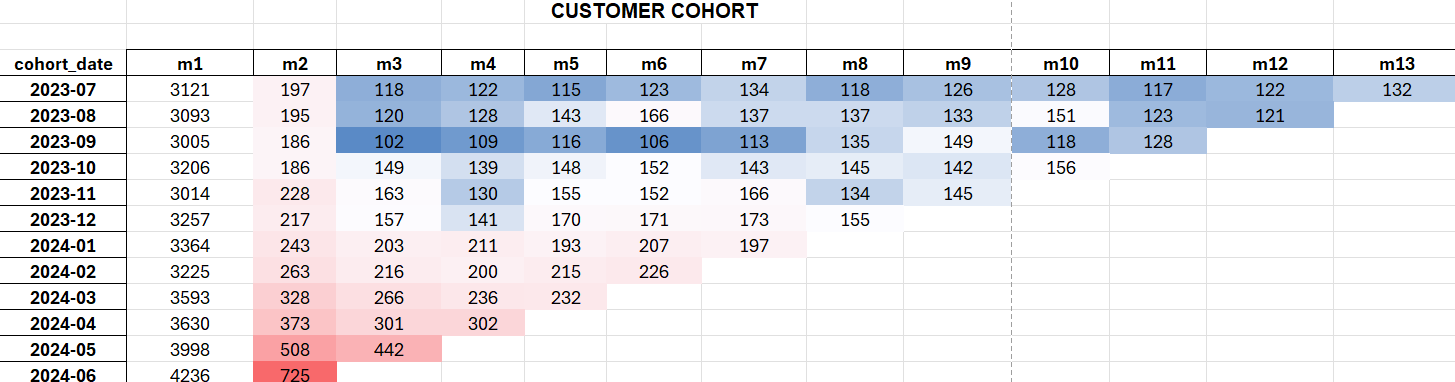 CUSTOMER COHORT
cohort_date m1 m2 m3 m4 m5 m6 m7 m8 m9 m10 m11 m12 m13
2023-07 3121 197 118 122 115 123 134 118 126 128 117 122 132
2023-08 3093 195 120 128 143 166 137 137 133 151 123 121
2023-09 3005 186 102 109 116 106 113 135 149 118 128
2023-10 3206 186 149 139 148 152 143 145 142 156
2023-11 3014 228 163 130 155 152 166 134 145
2023-12 3257 217 157 141 170 171 173 155
2024-01 3364 243 203 211 193 207 197
2024-02 3225 263 216 200 215 226
2024-03 3593 328 266 236 232
2024-04 3630 373 301 302
2024-05 3998 508 442
2024-06 4236 725